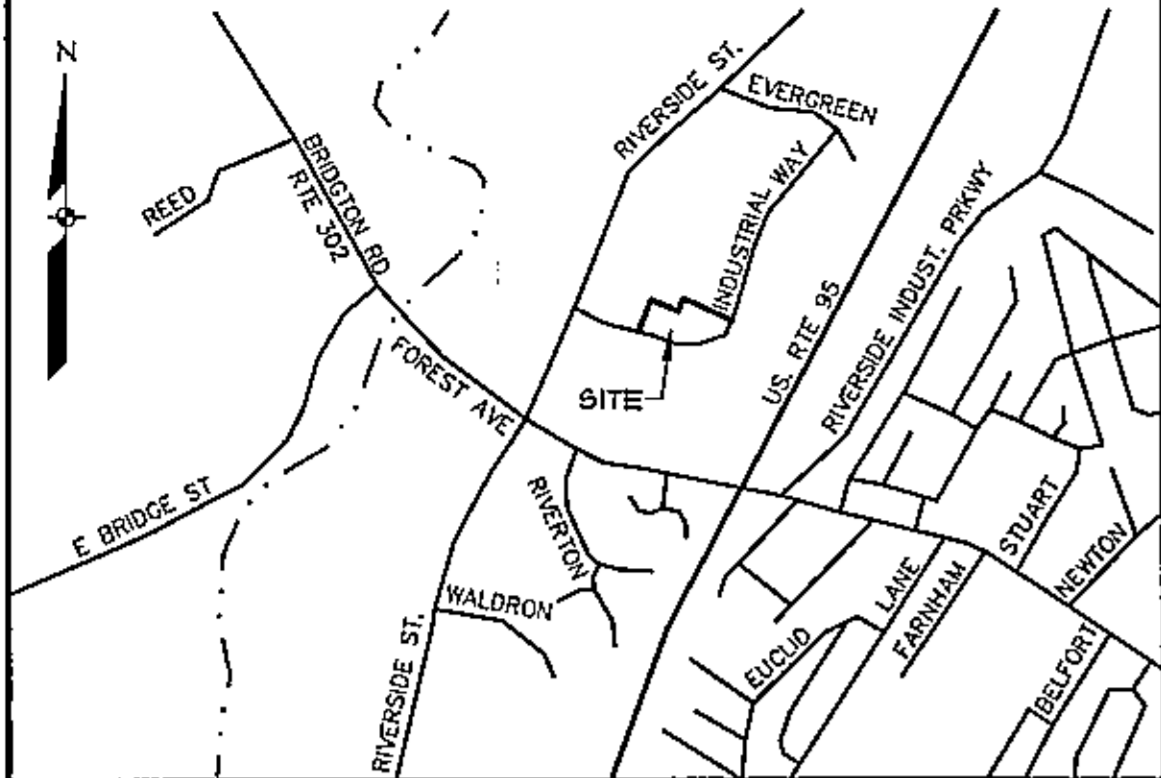 N
RIVERSIDE ST.
EVERGREEN
BRIDGTON RD
RTE 302
REED
INDUSTRIAL WAY
RIVERSIDE INDUST. PRKWY
US. RTE 95
FOREST AVE
SITE
E BRIDGE ST
RIVERTON
STUART
NEWTON
WALDRON
LANE
FARNHAM
EUCLID
BELFORT
RIVERSIDE ST.